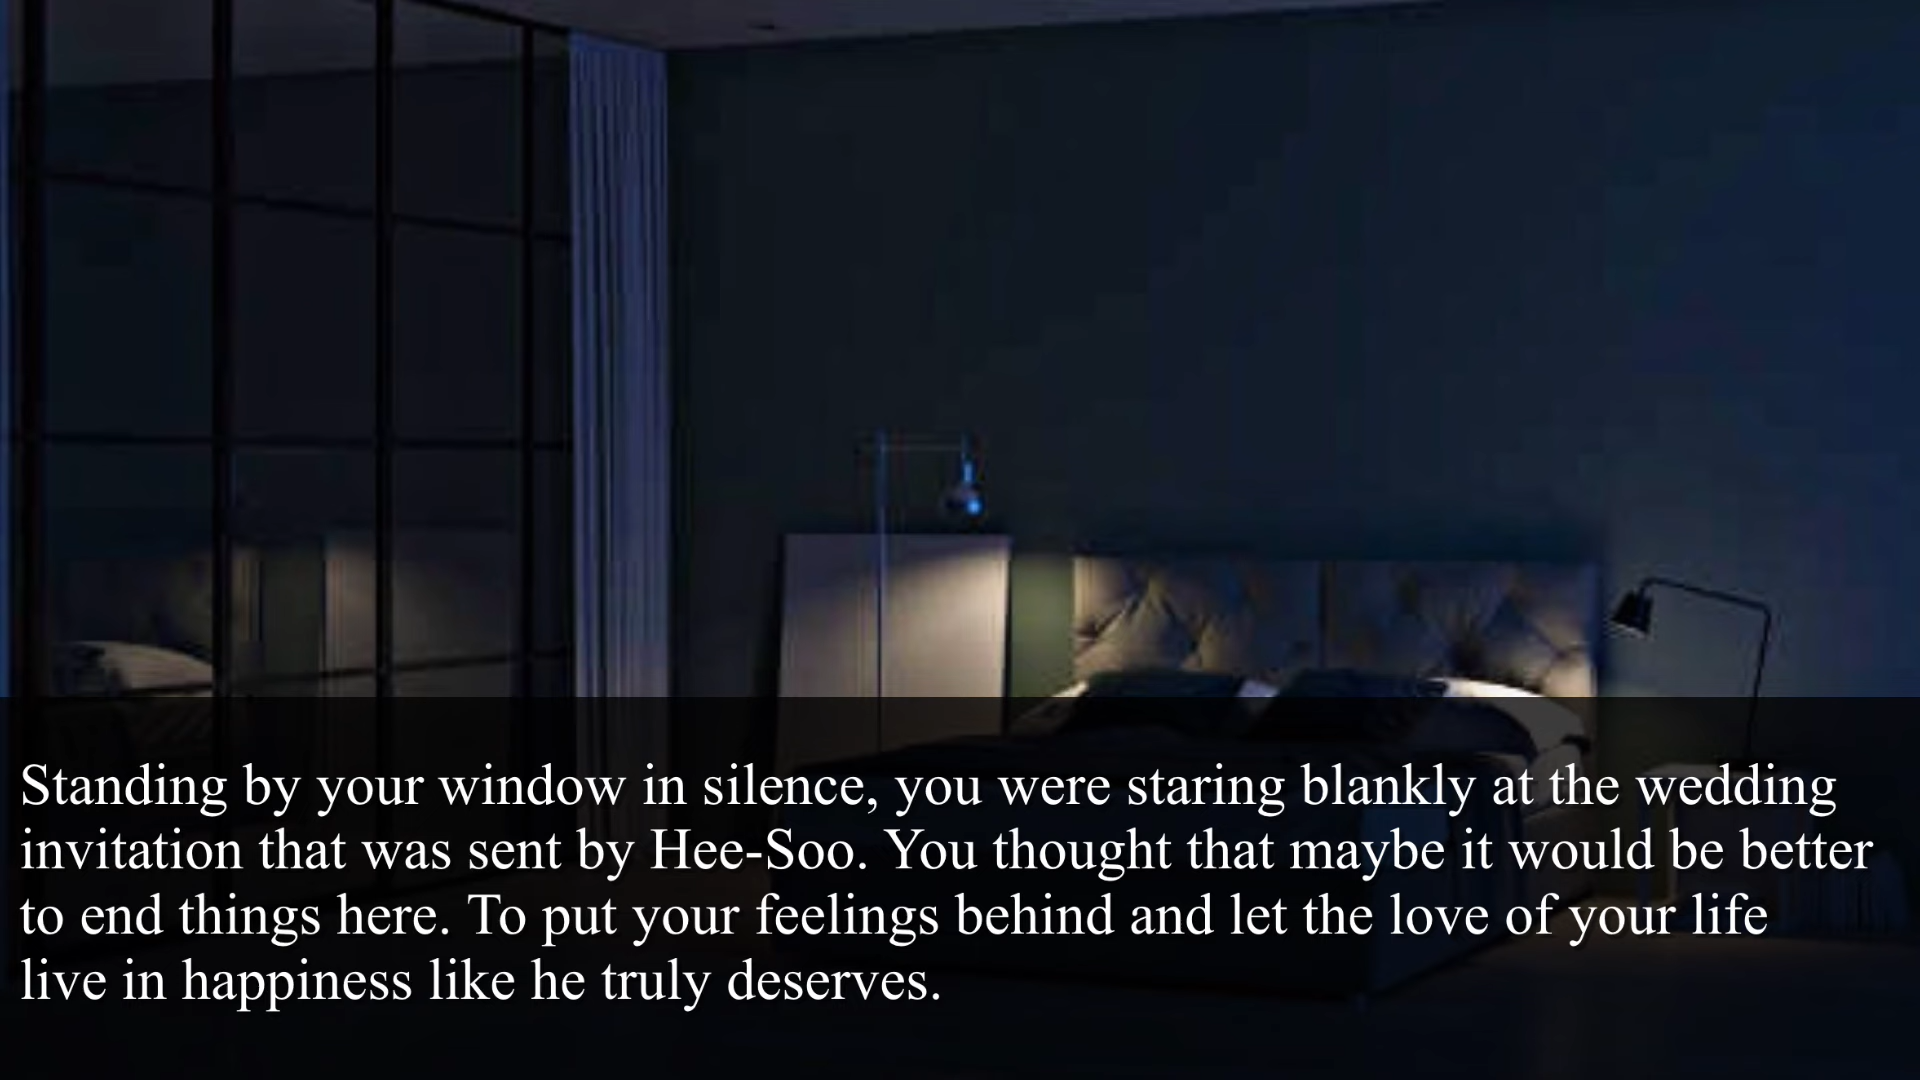 Standing by your window in silence, you were staring blankly at the wedding
invitation that was sent by Hee-Soo. You thought that maybe it would be better
to end things here. To put your feelings behind and let the love of your life
live in happiness like he truly deserves.